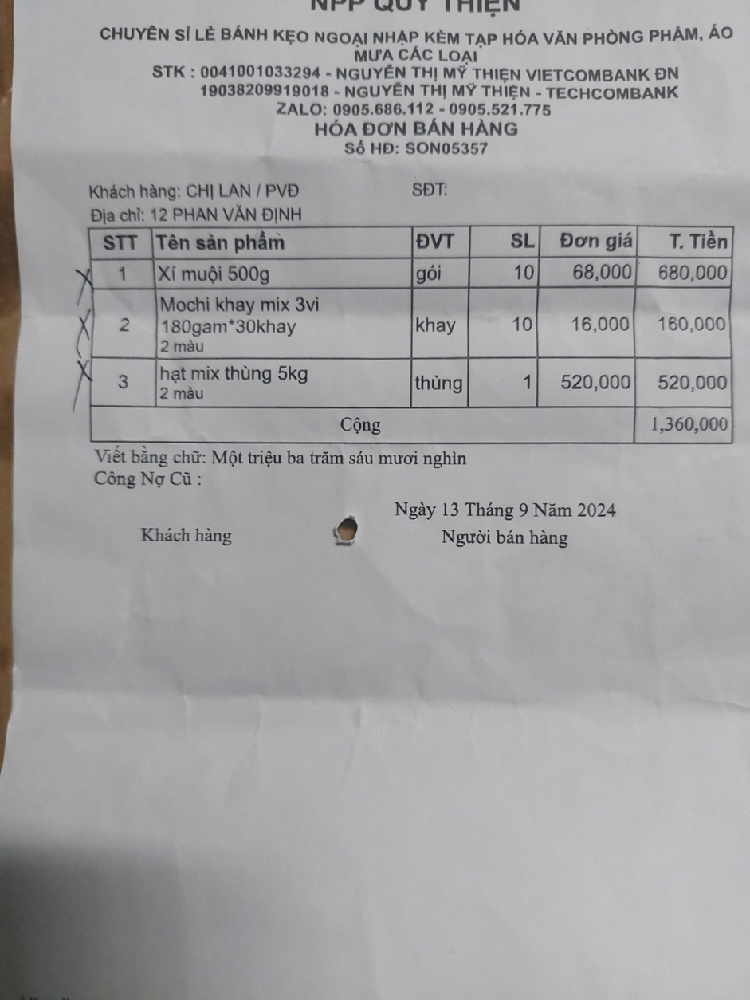 NPP QUÝ THIỆN
CHUYÊN SỈ LẺ BÁNH KẸO NGOẠI NHẬP KÈM TẠP HÓA VĂN PHÒNG PHẨM, ÁO
MƯA CÁC LOẠI
STK : 0041001033294 - NGUYỄN THỊ MỸ THIỆN VIETCOMBANK ĐN
19038209919018 - NGUYỄN THỊ MỸ THIỆN - TECHCOMBANK
ZALO: 0905.686.112 - 0905.521.775
HÓA ĐƠN BÁN HÀNG
Số HĐ: SON05357
Khách hàng: CHỊ LAN / PVĐ SĐT:
Địa chỉ: 12 PHAN VĂN ĐỊNH
STT Tên sản phẩm ĐVT SL Đơn giá T. Tiền
1 Xí muội 500g gói 10 68,000 680,000
Mochi khay mix 3vi
2 180gam*30khay khay 10 16,000 160,000
2 màu
3 hạt mix thùng 5kg thùng 1 520,000 520,000
2 màu
Cộng 1,360,000
Viết bằng chữ: Một triệu ba trăm sáu mươi nghìn
Công Nợ Cũ :
Ngày 13 Tháng 9 Năm 2024
Khách hàng Người bán hàng